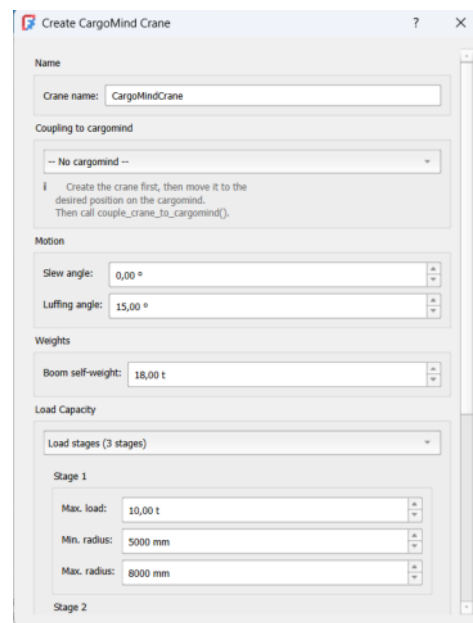 Create CargoMind Crane ? ×
Name
Crane name: CargoMindCrane
Coupling to cargomind
-- No cargomind --
i Create the crane first, then move it to the
desired position on the cargomind.
Then call couple_crane_to_cargomind().
Motion
Slew angle: 0,00 °
Luffing angle: 15,00 °
Weights
Boom self-weight: 18,00 t
Load Capacity
Load stages (3 stages)
Stage 1
Max. load: 10,00 t
Min. radius: 5000 mm
Max. radius: 8000 mm
Stage 2